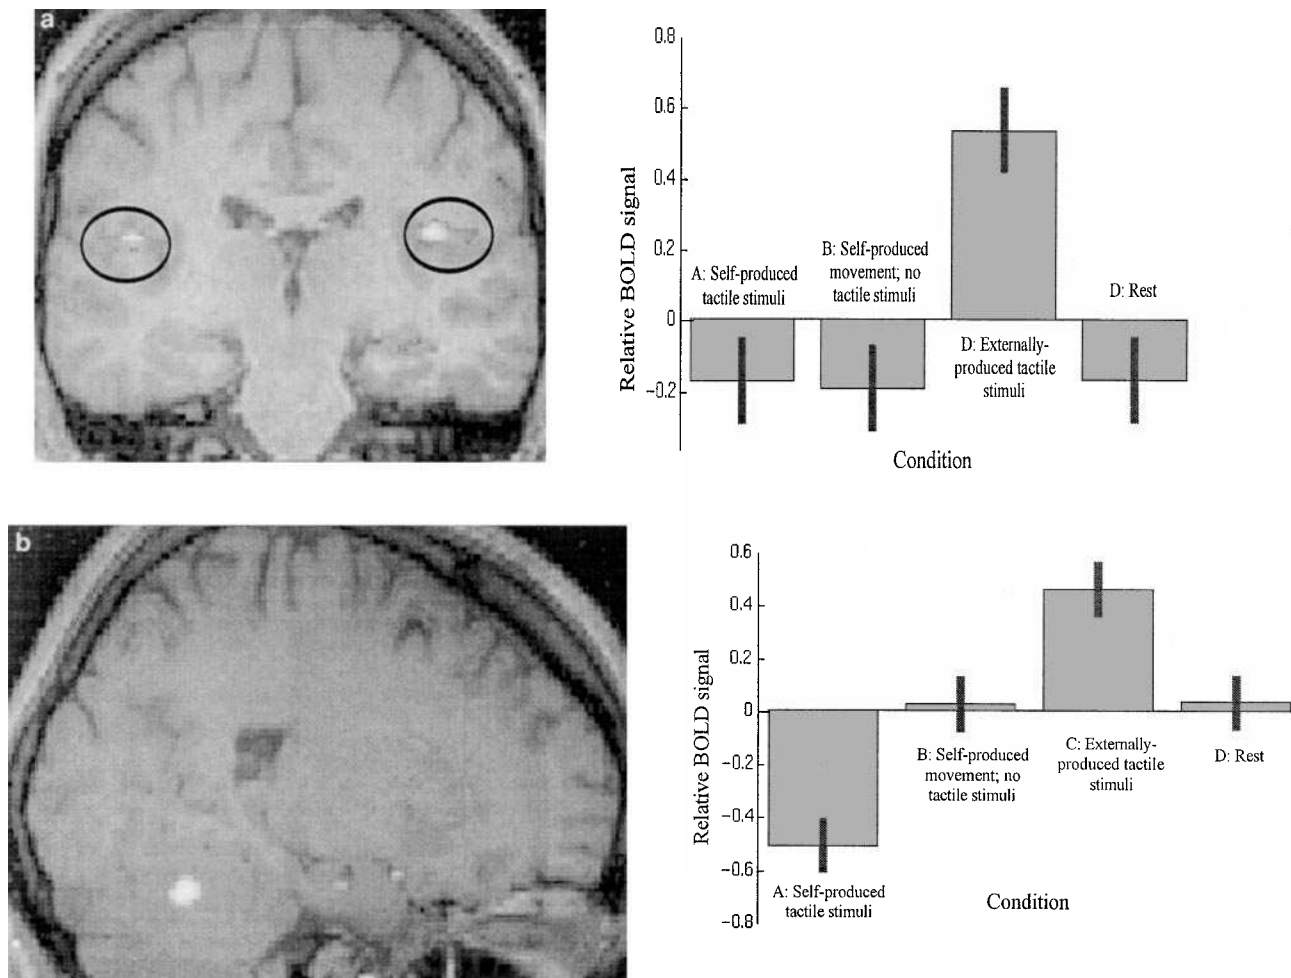 a
0.8
0.6
0.4
0.2
0
−0.2
Relative BOLD signal
A: Self-produced
tactile stimuli
B: Self-produced
movement; no
tactile stimuli
D: Externally-
produced tactile
stimuli
D: Rest
Condition
b
0.6
0.4
0.2
0
−0.2
−0.4
−0.6
−0.8
Relative BOLD signal
A: Self-produced
tactile stimuli
B: Self-produced
movement; no
tactile stimuli
C: Externally-
produced tactile
stimuli
D: Rest
Condition